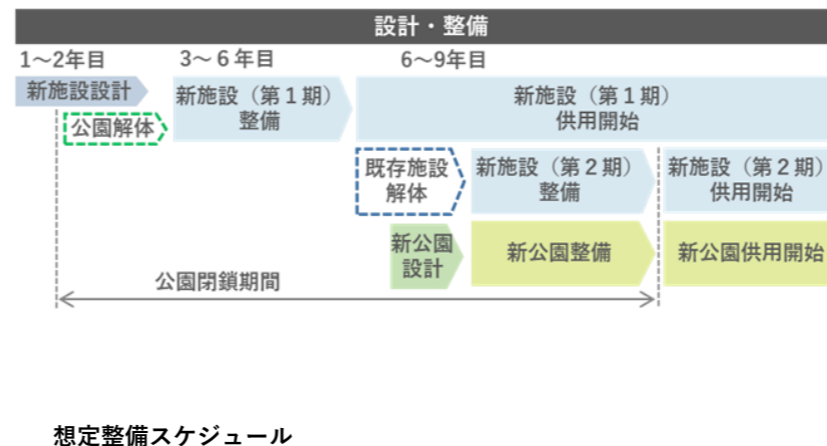 設計・整備
1～2年目
3～6年目
6～9年目
新施設設計
公園解体
新施設（第１期）
整備
新施設（第１期）
供用開始
既存施設
解体
新施設（第２期）
整備
新施設（第２期）
供用開始
新公園
設計
新公園整備
新公園供用開始
公園閉鎖期間
想定整備スケジュール